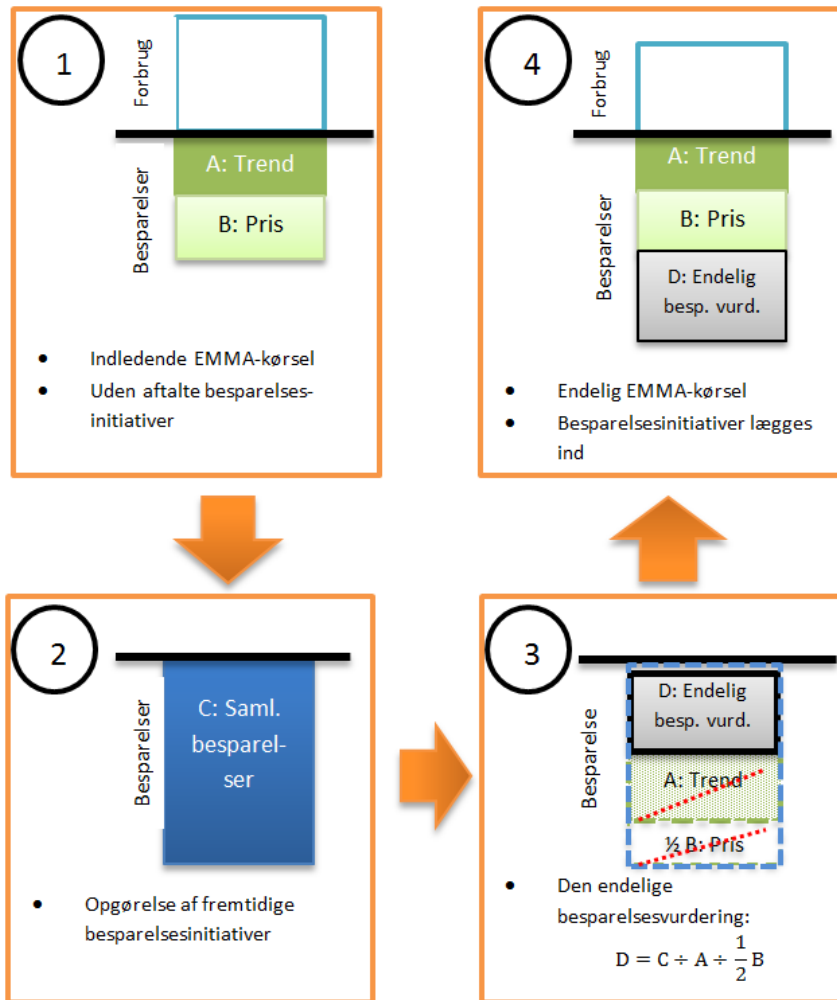 1
Forbrug
A: Trend
B: Pris
Besparelser
• Indledende EMMA-kørsel
• Uden aftalte besparelses-
initiativer
2
Besparelser
C: Saml.
besparel-
ser
• Opgørelse af fremtidige
besparelsesinitiativer
3
Besparelse
D: Endelig
besp. vurd.
A: Trend
½ B: Pris
• Den endelige
besparelsesvurdering:
D = C ÷ A ÷ 1/2 B
4
Forbrug
A: Trend
B: Pris
Besparelser
D: Endelig
besp. vurd.
• Endelig EMMA-kørsel
• Besparelsesinitiativer lægges
ind